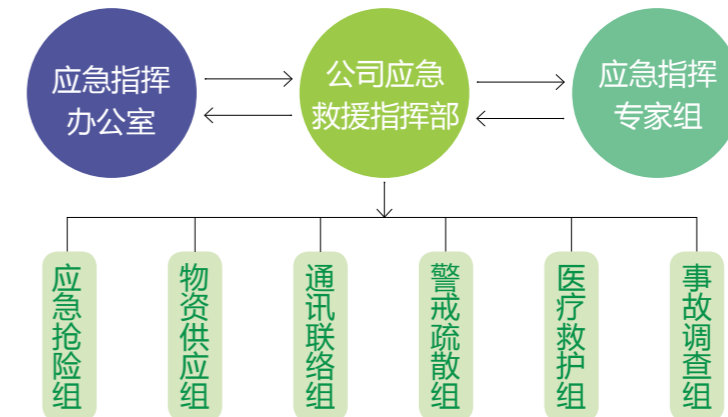 应急指挥
办公室
公司应急
救援指挥部
应急指挥
专家组
应急抢险组
物资供应组
通讯联络组
警戒疏散组
医疗救护组
事故调查组